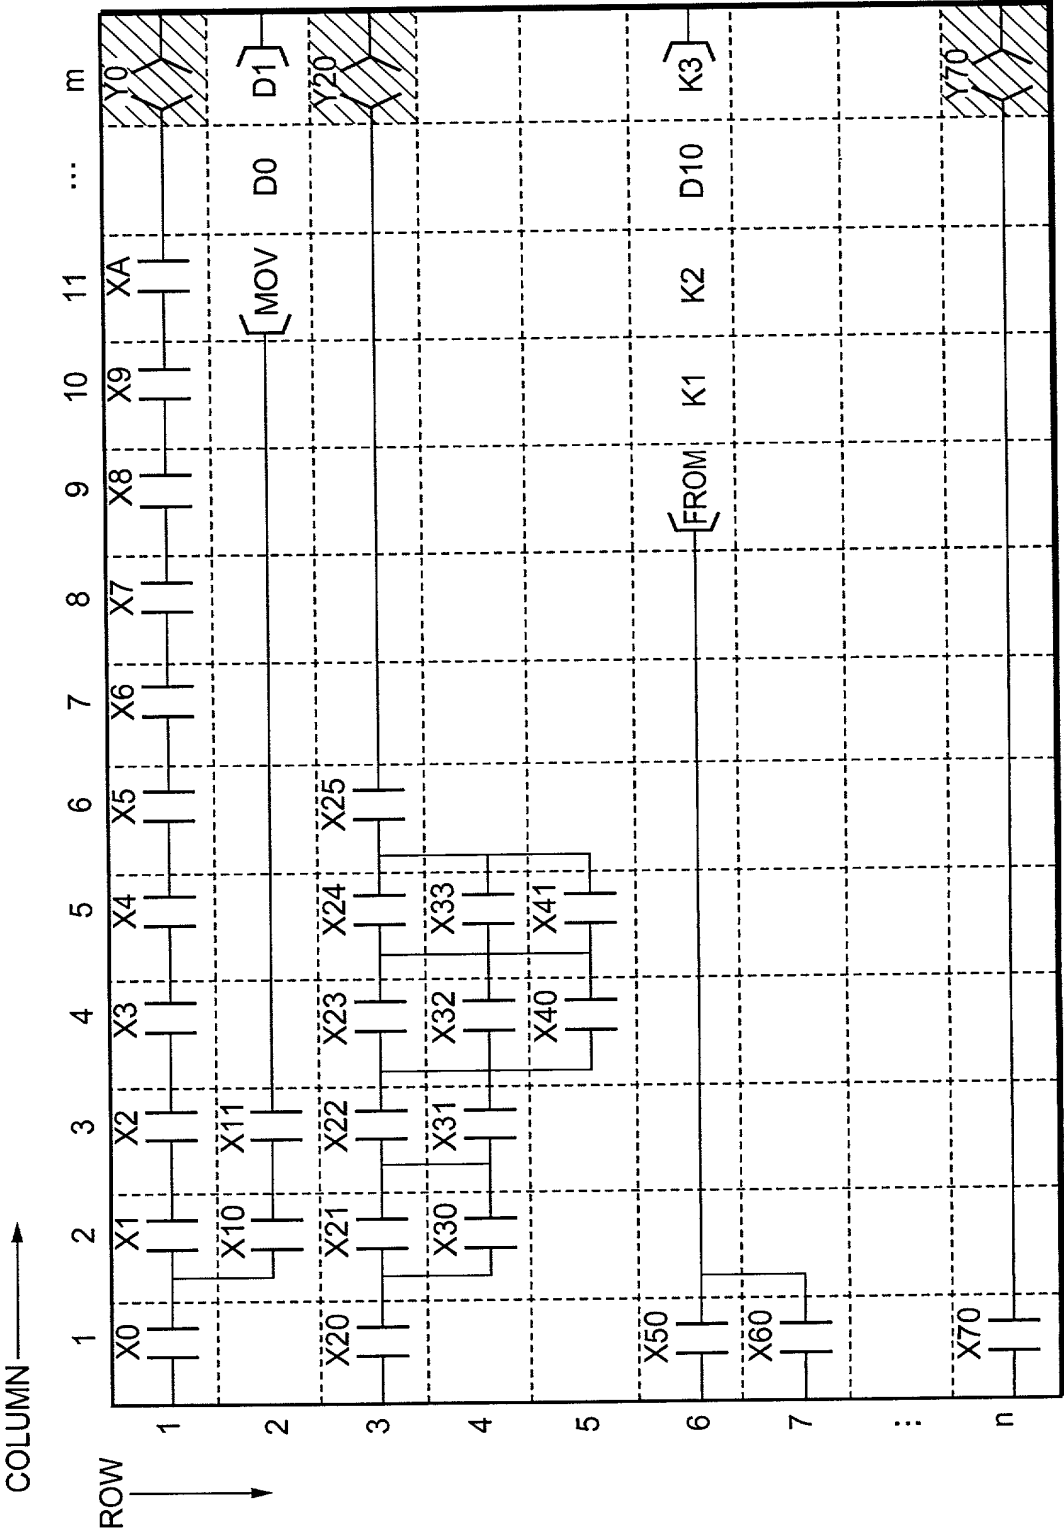 COLUMN
ROW
1 2 3 4 5 6 7 8 9 10 11 ... m
1 X0 X1 X2 X3 X4 X5 X6 X7 X8 X9 XA Y0
2 X10 X11 MOV D0 D1
3 X20 X21 X22 X23 X24 X25 Y20
4 X30 X31 X32 X33
5 X40 X41
6 X50 FROM K1 K2 D10 K3
7 X60
...
n X70 Y70